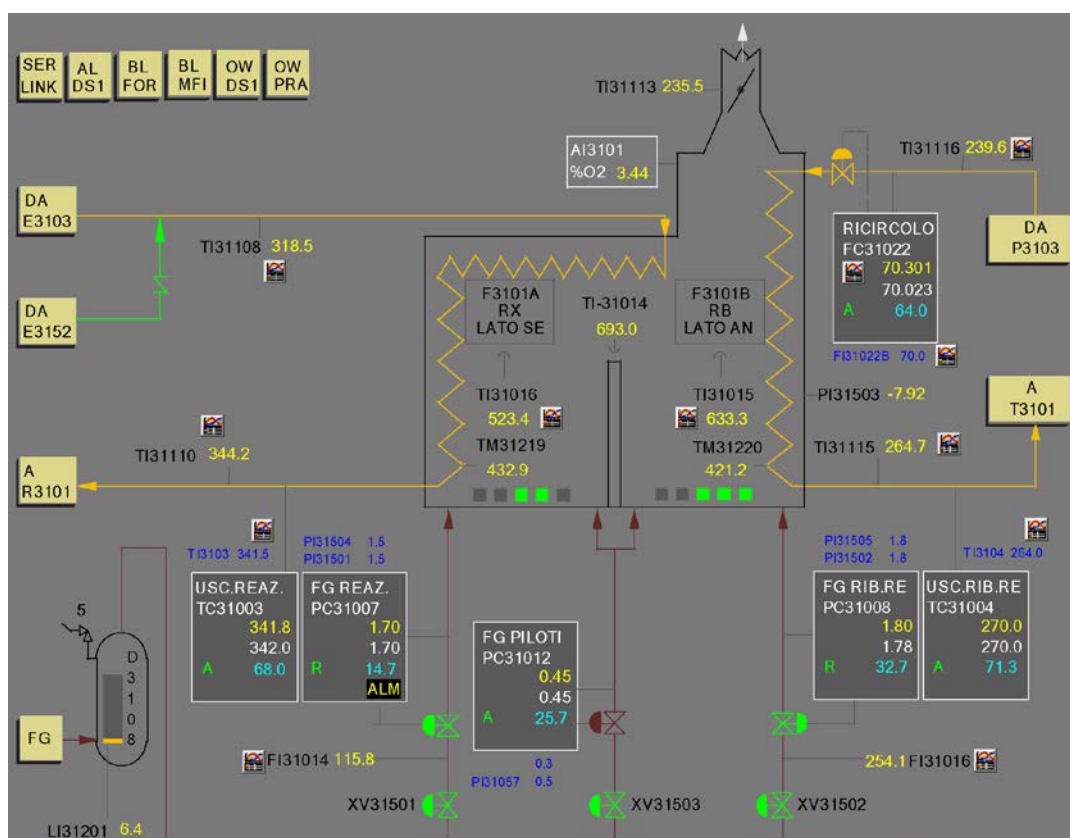 SER
LINK
AL
DS1
BL
FOR
BL
MFI
OW
DS1
OW
PRA
TI31113 235.5
AI3101
%O2 3.44
TI31116 239.6
DA
E3103
TI31108 318.5
DA
P3103
RICIRCOLO
FC31022
70.301
70.023
A 64.0
FI31022B 70.0
DA
E3152
F3101A
RX
LATO SE
TI-31014
693.0
F3101B
RB
LATO AN
TI31016
523.4
TI31015
633.3
PI31503 -7.92
A
T3101
TI31110 344.2
TM31219
432.9
TM31220
421.2
TI31115 264.7
A
R3101
TI3103 341.5
PI31504 1.5
PI31501 1.5
PI31505 1.8
PI31502 1.8
TI3104 264.0
USC.REAZ.
TC31003
341.8
342.0
A 68.0
FG REAZ.
PC31007
1.70
1.70
R 14.7
ALM
FG PILOTI
PC31012
0.45
0.45
A 25.7
FG RIB.RE
PC31008
1.80
1.78
R 32.7
USC.RIB.RE
TC31004
270.0
270.0
A 71.3
5
D
3
1
0
8
FG
FI31014 115.8
0.3
PI31057 0.5
254.1 FI31016
XV31501
XV31503
XV31502
LI31201 6.4